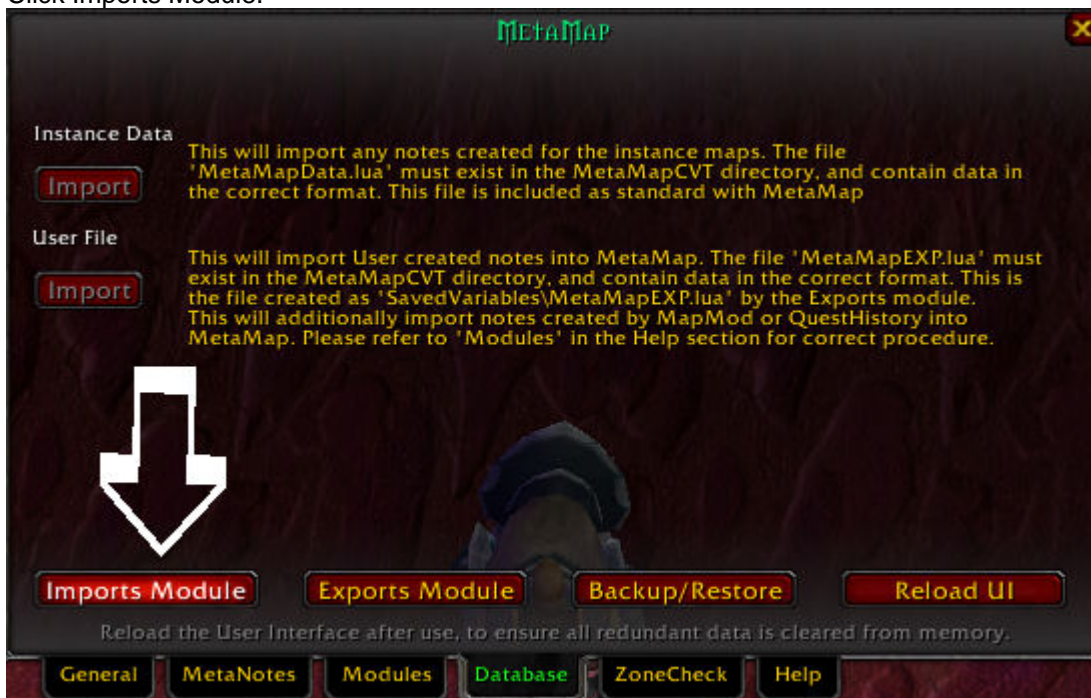 Click Imports Module.
MetaMap
Instance Data
Import
This will import any notes created for the instance maps. The file
'MetaMapData.lua' must exist in the MetaMapCVT directory, and contain data in
the correct format. This file is included as standard with MetaMap
User File
Import
This will import User created notes into MetaMap. The file 'MetaMapEXP.lua' must
exist in the MetaMapCVT directory, and contain data in the correct format. This is
the file created as 'SavedVariables\MetaMapEXP.lua' by the Exports module.
This will additionally import notes created by MapMod or QuestHistory into
MetaMap. Please refer to 'Modules' in the Help section for correct procedure.
Imports Module
Exports Module
Backup/Restore
Reload UI
Reload the User Interface after use, to ensure all redundant data is cleared from memory.
General
MetaNotes
Modules
Database
ZoneCheck
Help